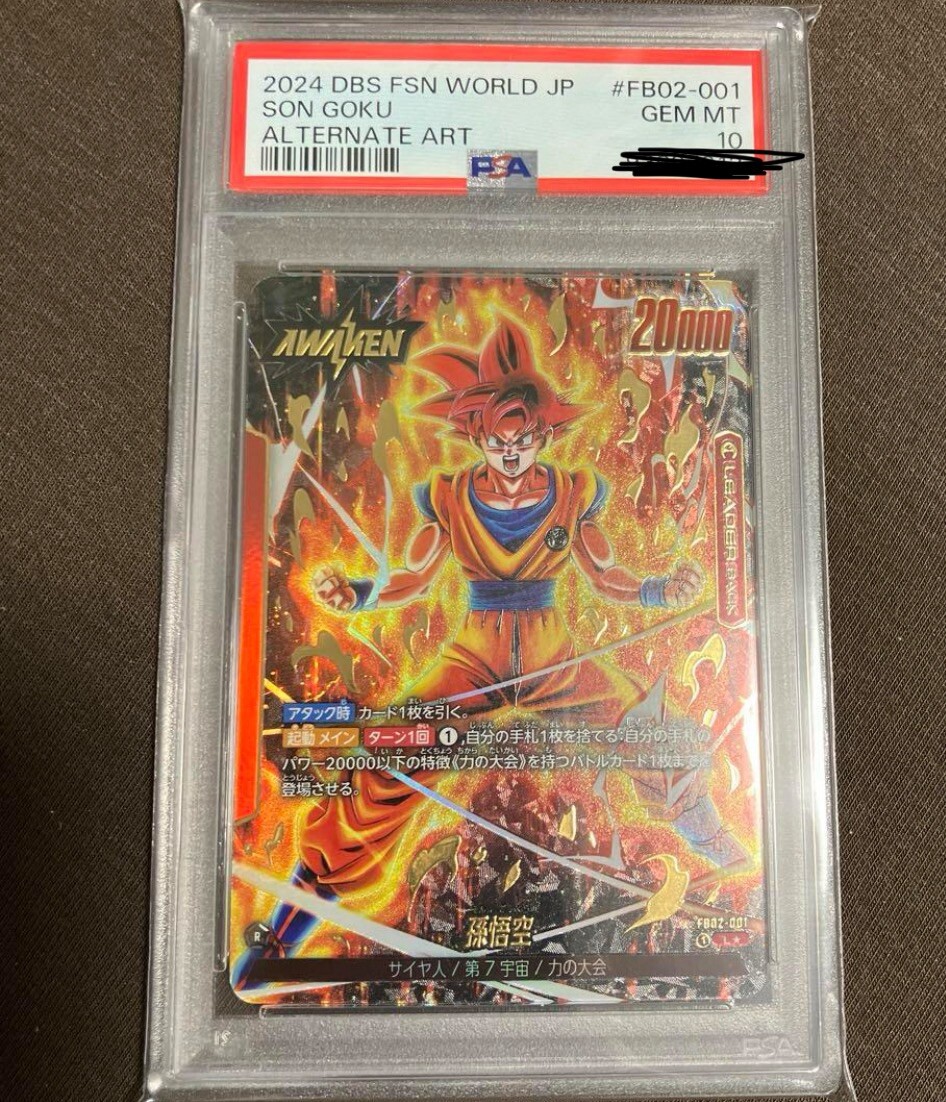 2024 DBS FSN WORLD JP #FB02-001
SON GOKU GEM MT
ALTERNATE ART 10
PSA
AWAKEN
20000
LEADER BACK
アタック時 カード1枚を引く。
起動メイン ターン1回 ①,自分の手札1枚を捨てる:自分の手札の
パワー20000以下の特徴《力の大会》を持つバトルカード1枚までを
登場させる。
FB02-001
孫悟空
R ① L★
サイヤ人 / 第7宇宙 / 力の大会
PSA